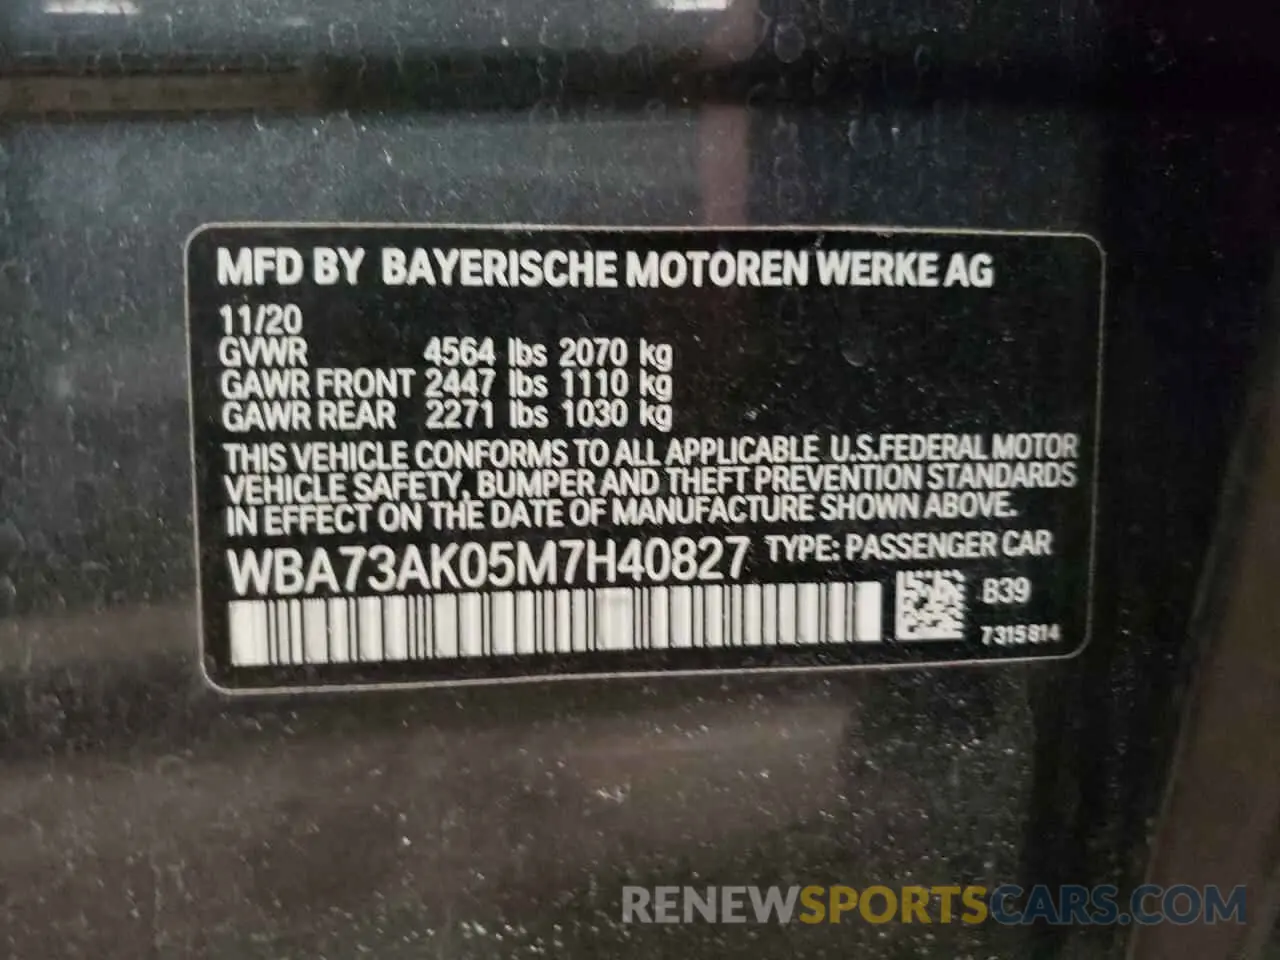 MFD BY BAYERISCHE MOTOREN WERKE AG
11/20
GVWR 4564 lbs 2070 kg
GAWR FRONT 2447 lbs 1110 kg
GAWR REAR 2271 lbs 1030 kg
THIS VEHICLE CONFORMS TO ALL APPLICABLE U.S.FEDERAL MOTOR
VEHICLE SAFETY, BUMPER AND THEFT PREVENTION STANDARDS
IN EFFECT ON THE DATE OF MANUFACTURE SHOWN ABOVE.
WBA73AK05M7H40827 TYPE: PASSENGER CAR
B39
7315814
RENEWSPORTSCARS.COM